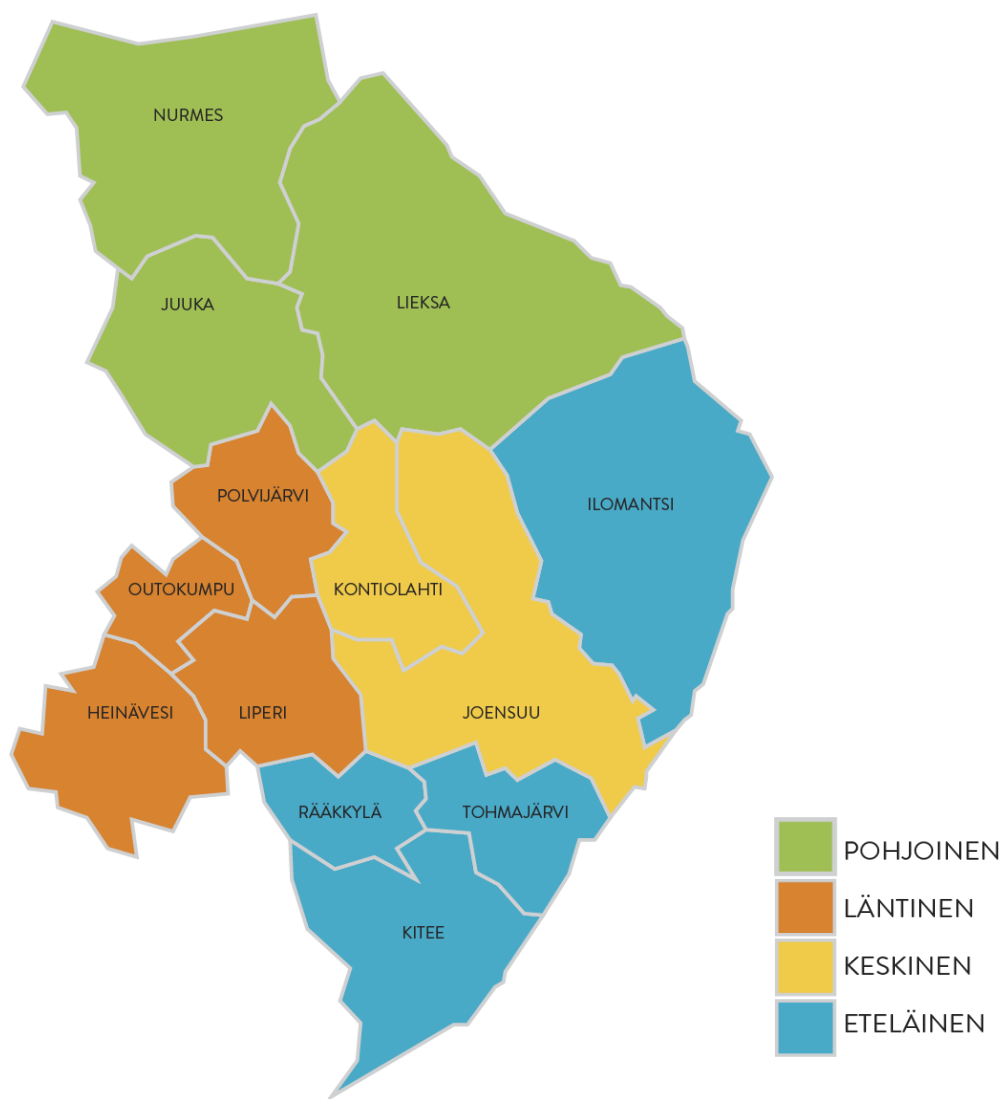 NURMES
JUUKA
LIEKSA
POLVIJÄRVI
ILOMANTSI
OUTOKUMPU
KONTIOLAHTI
HEINÄVESI
LIPERI
JOENSUU
RÄÄKKYLÄ
TOHMAJÄRVI
KITEE
POHJOINEN
LÄNTINEN
KESKINEN
ETELÄINEN